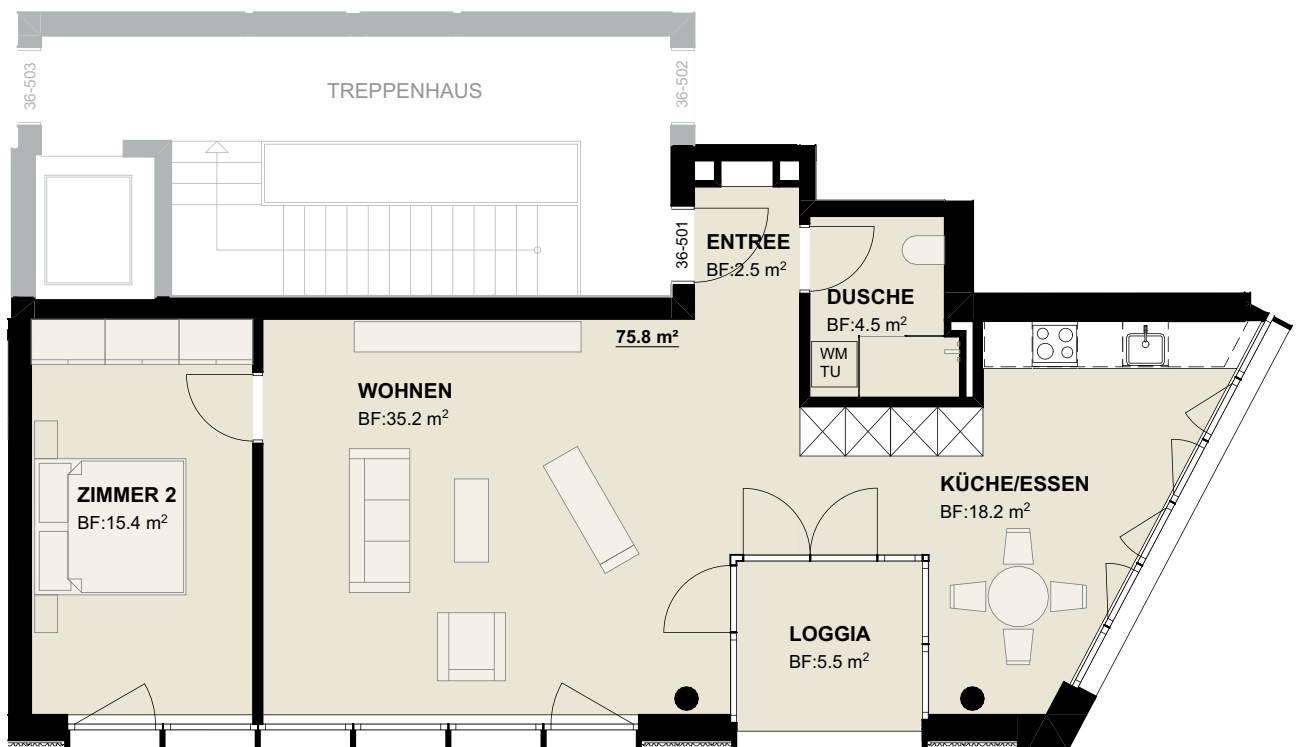 TREPPENHAUS
36-503
36-502
36-501
ENTREE
BF:2.5 m²
DUSCHE
BF:4.5 m²
75.8 m²
WM
TU
WOHNEN
BF:35.2 m²
ZIMMER 2
BF:15.4 m²
KÜCHE/ESSEN
BF:18.2 m²
LOGGIA
BF:5.5 m²